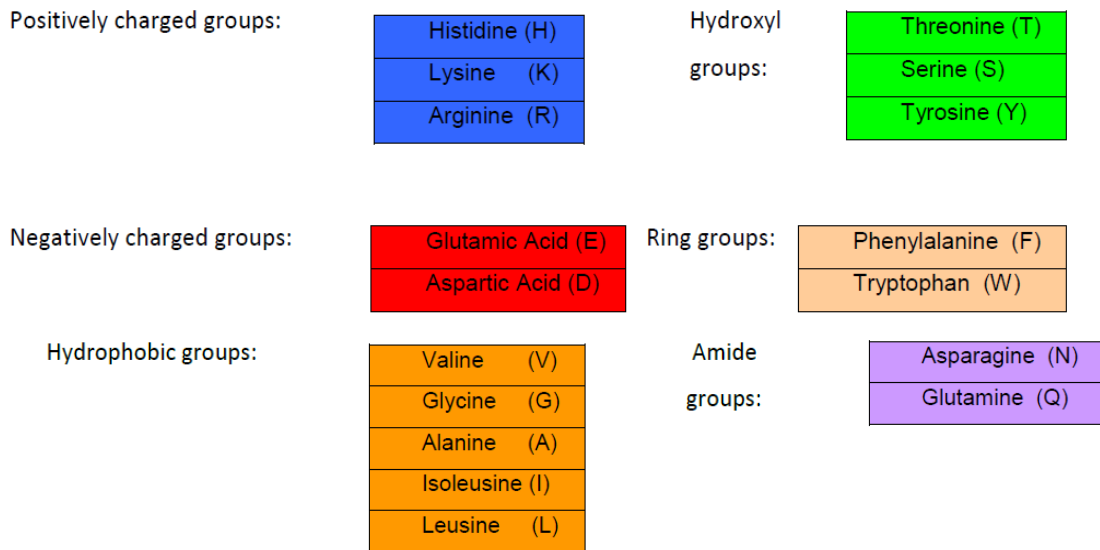 Positively charged groups:
Histidine (H)
Lysine (K)
Arginine (R)
Hydroxyl
groups:
Threonine (T)
Serine (S)
Tyrosine (Y)
Negatively charged groups:
Glutamic Acid (E)
Aspartic Acid (D)
Ring groups:
Phenylalanine (F)
Tryptophan (W)
Hydrophobic groups:
Valine (V)
Glycine (G)
Alanine (A)
Isoleusine (I)
Leusine (L)
Amide
groups:
Asparagine (N)
Glutamine (Q)